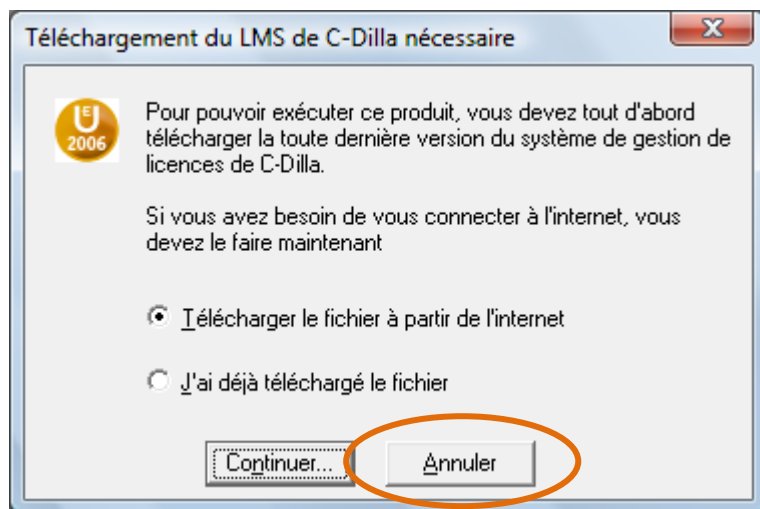 Téléchargement du LMS de C-Dilla nécessaire
EU
2006
Pour pouvoir exécuter ce produit, vous devez tout d'abord
télécharger la toute dernière version du système de gestion de
licences de C-Dilla.
Si vous avez besoin de vous connecter à l'internet, vous
devez le faire maintenant
Télécharger le fichier à partir de l'internet
J'ai déjà téléchargé le fichier
Continuer... Annuler